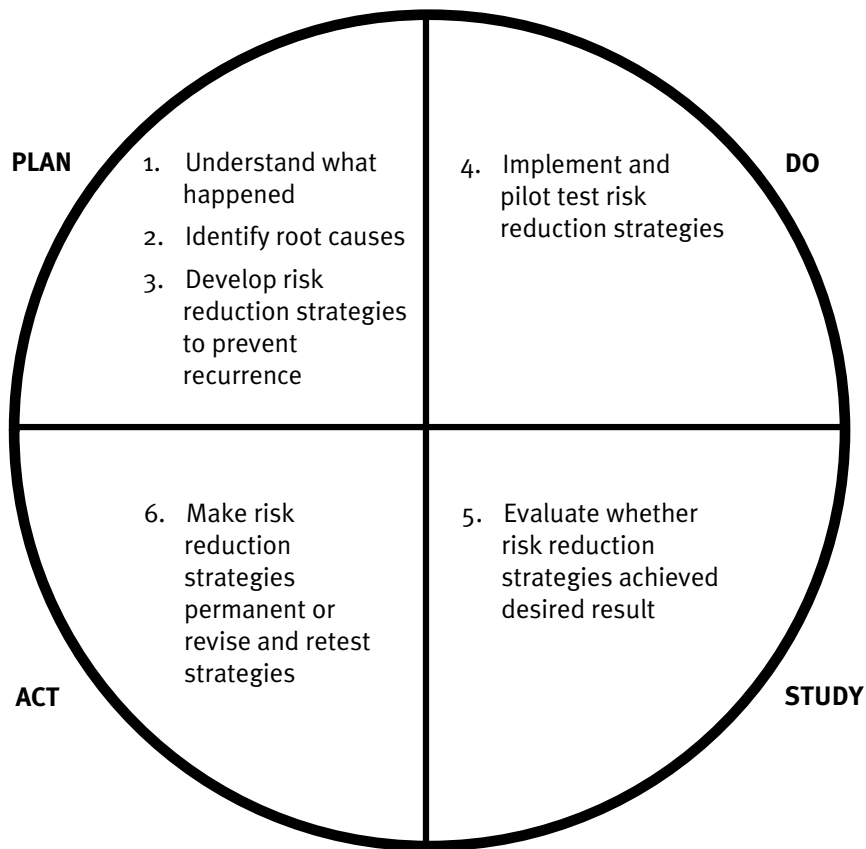 PLAN
1. Understand what
happened
2. Identify root causes
3. Develop risk
reduction strategies
to prevent
recurrence
4. Implement and
pilot test risk
reduction strategies
DO
6. Make risk
reduction
strategies
permanent or
revise and retest
strategies
ACT
5. Evaluate whether
risk reduction
strategies achieved
desired result
STUDY